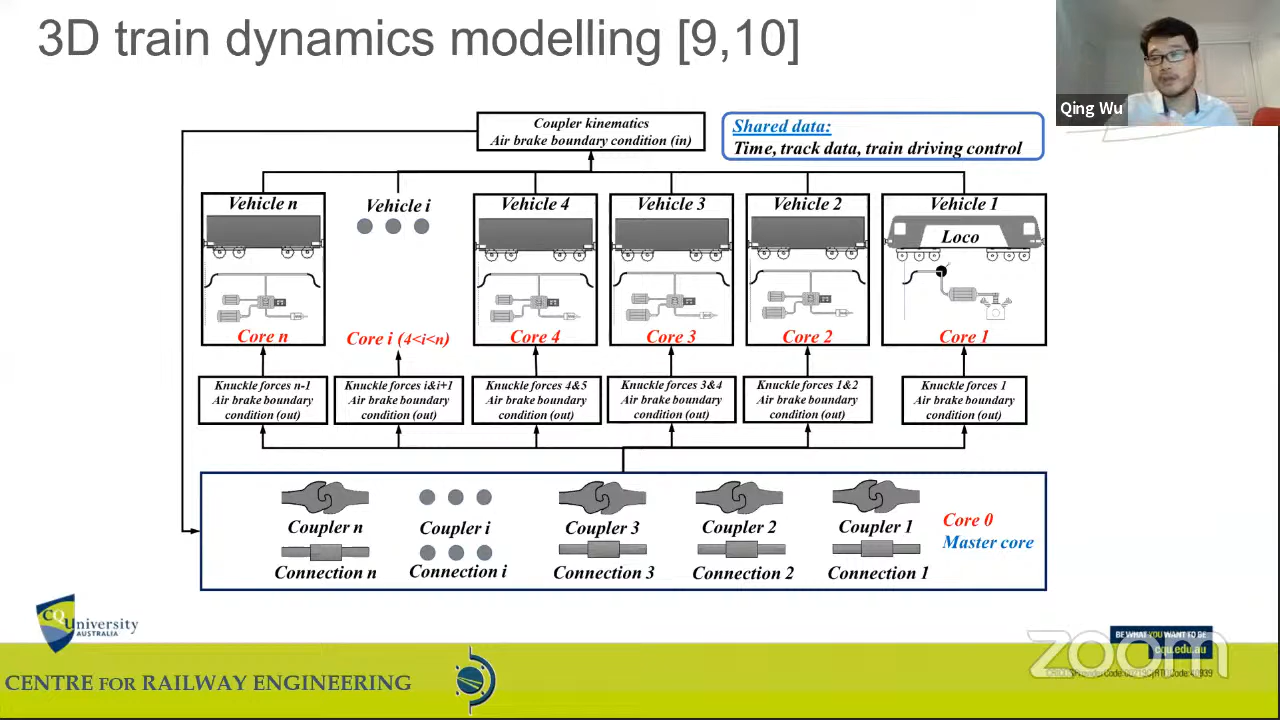 3D train dynamics modelling [9,10]
Qing Wu
Coupler kinematics
Air brake boundary condition (in)
Shared data:
Time, track data, train driving control
Vehicle n
Vehicle i
Vehicle 4
Vehicle 3
Vehicle 2
Vehicle 1
Loco
Core n
Core i (4<i<n)
Core 4
Core 3
Core 2
Core 1
Knuckle forces n-1
Air brake boundary
condition (out)
Knuckle forces i&i+1
Air brake boundary
condition (out)
Knuckle forces 4&5
Air brake boundary
condition (out)
Knuckle forces 3&4
Air brake boundary
condition (out)
Knuckle forces 1&2
Air brake boundary
condition (out)
Knuckle forces 1
Air brake boundary
condition (out)
Coupler n
Coupler i
Coupler 3
Coupler 2
Coupler 1
Connection n
Connection i
Connection 3
Connection 2
Connection 1
Core 0
Master core
CQUniversity
AUSTRALIA
CENTRE FOR RAILWAY ENGINEERING
BE WHAT YOU WANT TO BE
cqu.edu.au
zoom